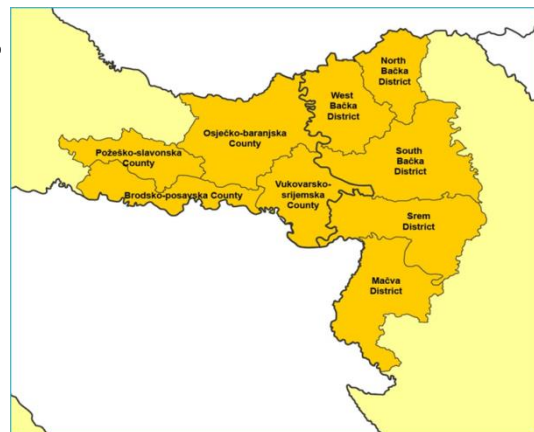 North
Bačka
District
West
Bačka
District
Osječko-baranjska
County
South
Bačka
District
Požeško-slavonska
County
Vukovarsko-
srijemska
County
Brodsko-posavska County
Srem
District
Mačva
District